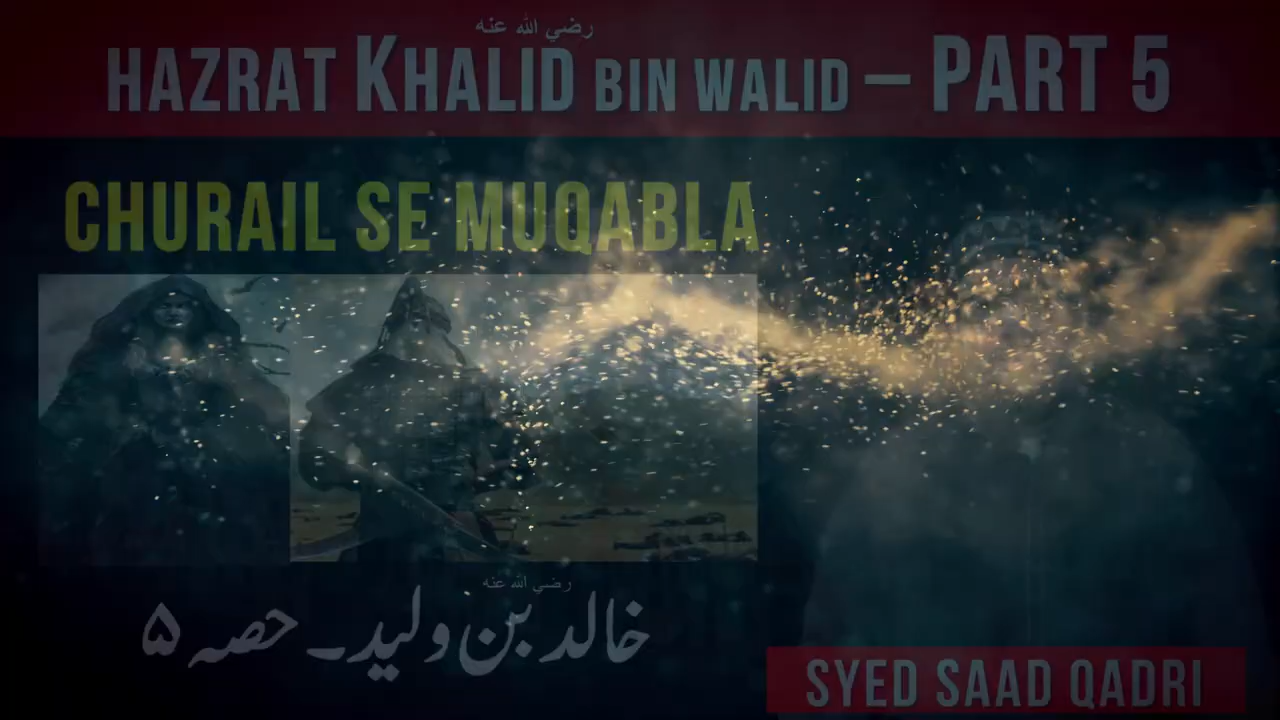 رضي الله عنه
HAZRAT KHALID BIN WALID – PART 5
CHURAIL SE MUQABLA
رضي الله عنه
خالد بن ولید۔ حصہ ۵
SYED SAAD QADRI